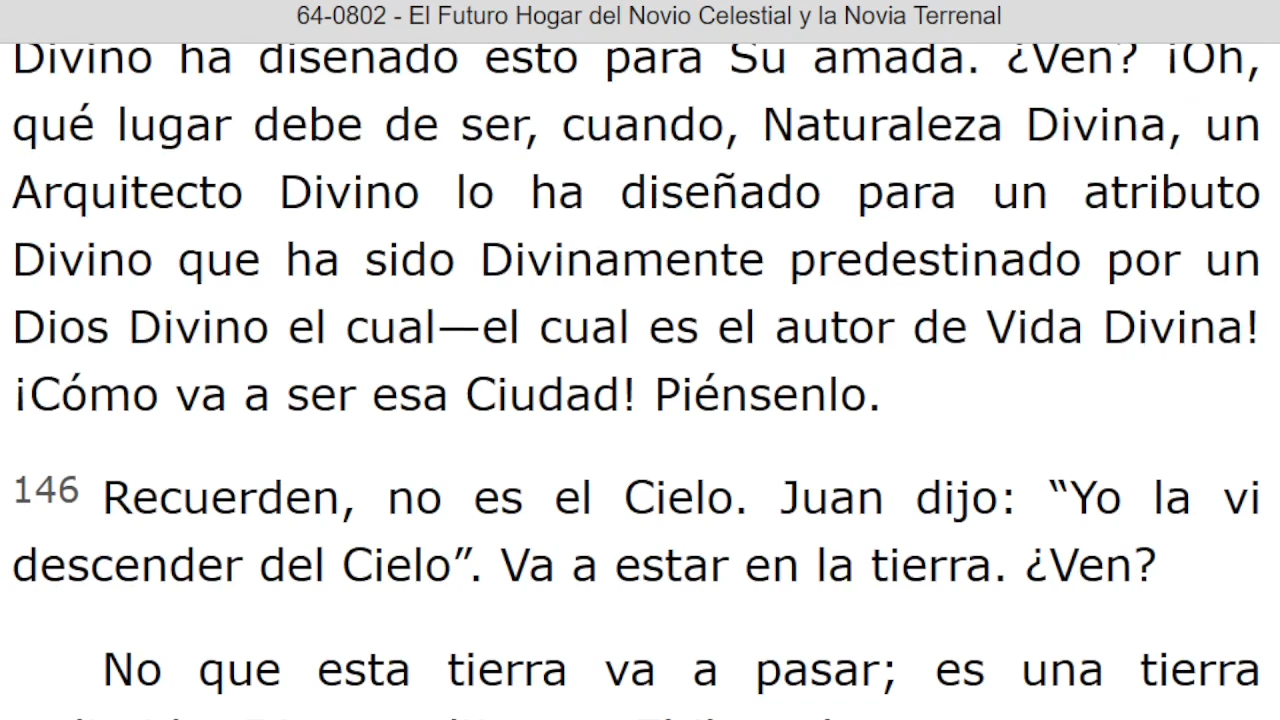 64-0802 - El Futuro Hogar del Novio Celestial y la Novia Terrenal
Divino ha diseñado esto para Su amada. ¿Ven? ¡Oh,
qué lugar debe de ser, cuando, Naturaleza Divina, un
Arquitecto Divino lo ha diseñado para un atributo
Divino que ha sido Divinamente predestinado por un
Dios Divino el cual—el cual es el autor de Vida Divina!
¡Cómo va a ser esa Ciudad! Piénsenlo.
146 Recuerden, no es el Cielo. Juan dijo: “Yo la vi
descender del Cielo”. Va a estar en la tierra. ¿Ven?
No que esta tierra va a pasar; es una tierra